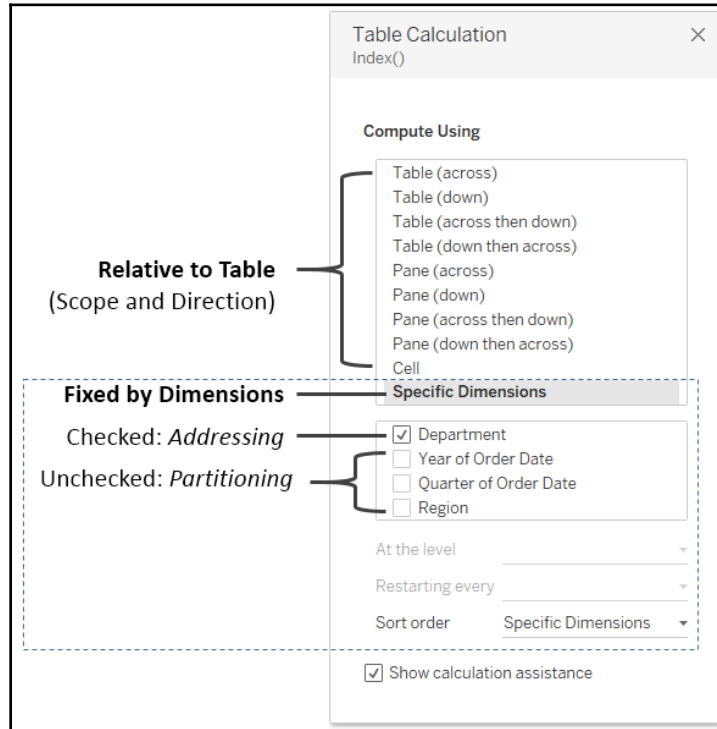 Table Calculation
Index()
Compute Using
Table (across)
Table (down)
Table (across then down)
Table (down then across)
Pane (across)
Pane (down)
Pane (across then down)
Pane (down then across)
Cell
Specific Dimensions
Relative to Table
(Scope and Direction)
Fixed by Dimensions
Checked: Addressing
Unchecked: Partitioning
Department
Year of Order Date
Quarter of Order Date
Region
At the level
Restarting every
Sort order Specific Dimensions
Show calculation assistance